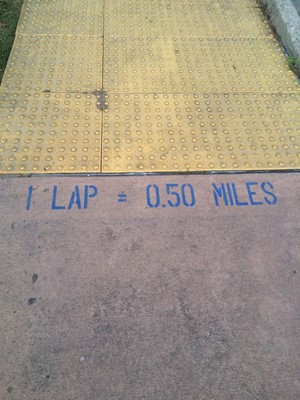 1 LAP = 0.50 MILES